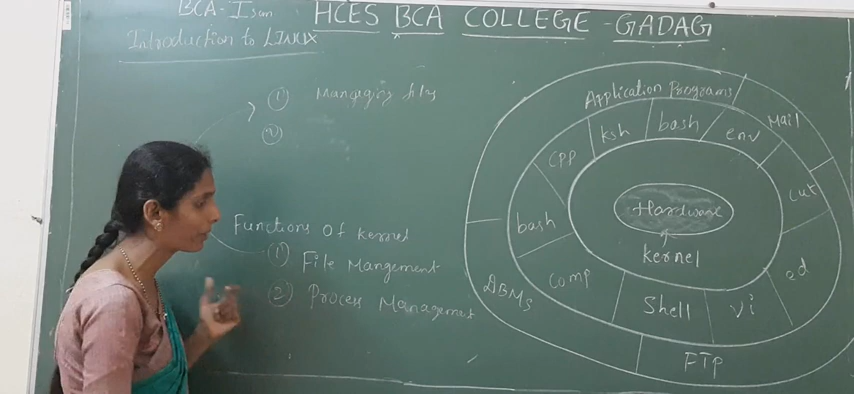 BCA - I sem
HCES BCA COLLEGE - GADAG
Introduction to LINUX
① Managing files
②
Functions of kernel
① File Mangement
② Process Management
Application Programs
Mail
ksh
bash
env
CPP
cut
bash
Hardware
kernel
ed
Comp
Shell
Vi
DBMS
FTP